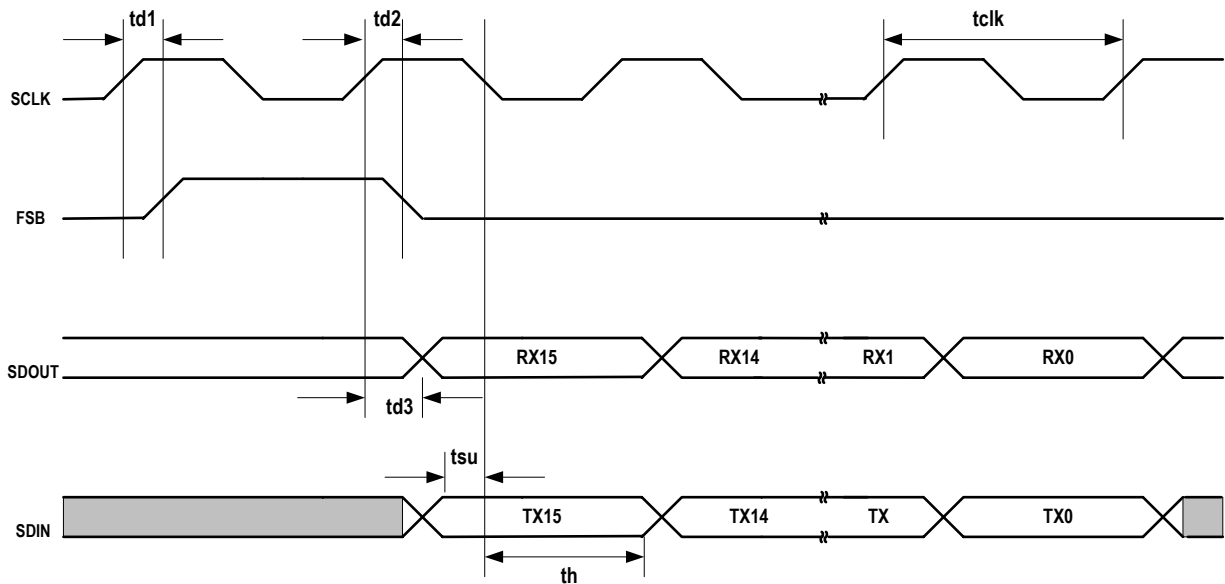 td1
td2
tclk
SCLK
FSB
SDOUT
RX15
RX14
RX1
RX0
td3
tsu
SDIN
TX15
TX14
TX
TX0
th